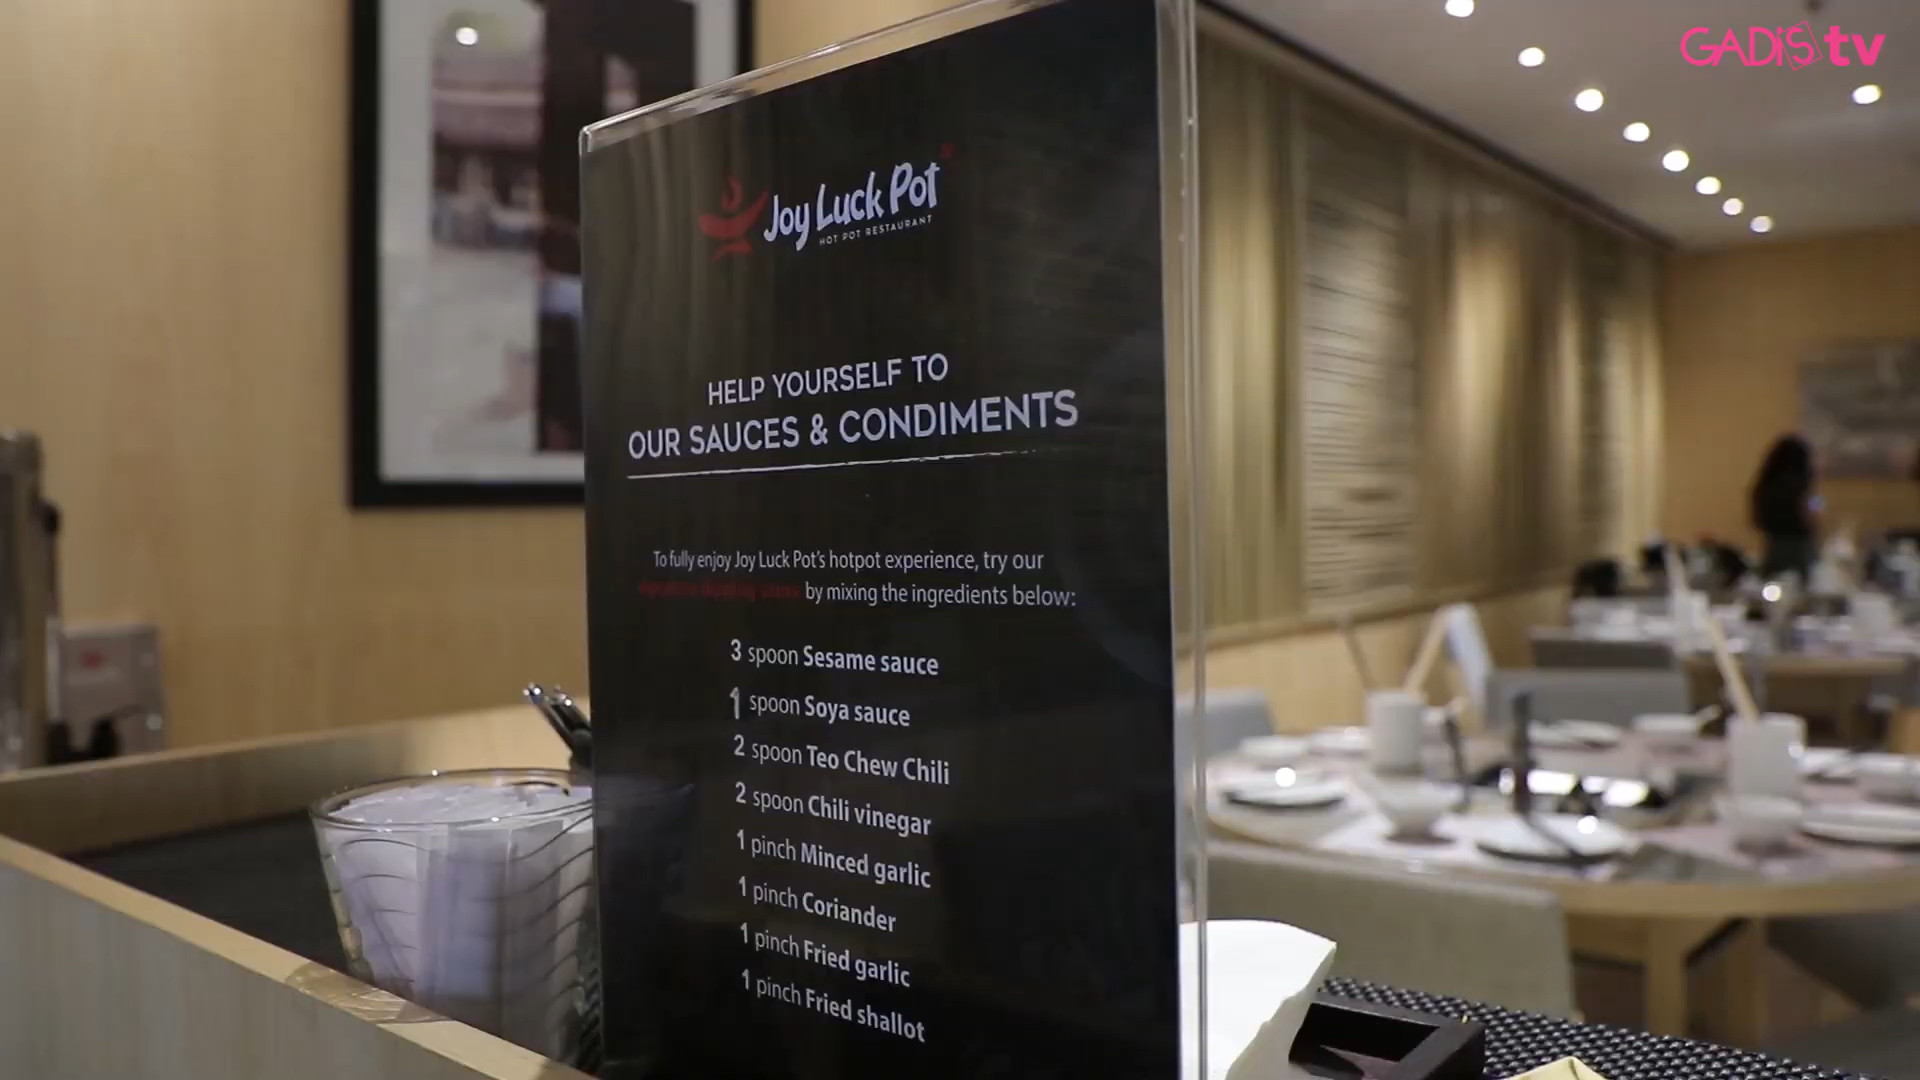 GADiS tv
Joy Luck Pot
HOT POT RESTAURANT
HELP YOURSELF TO
OUR SAUCES & CONDIMENTS
To fully enjoy Joy Luck Pot's hotpot experience, try our
by mixing the ingredients below:
3 spoon Sesame sauce
1 spoon Soya sauce
2 spoon Teo Chew Chili
2 spoon Chili vinegar
1 pinch Minced garlic
1 pinch Coriander
1 pinch Fried garlic
1 pinch Fried shallot